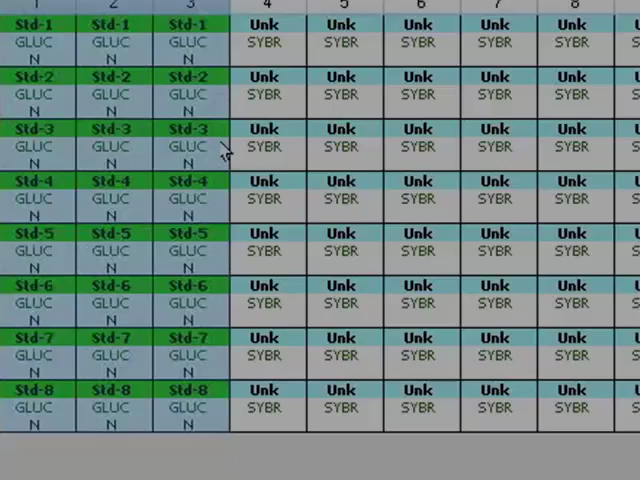 1 2 3 4 5 6 7 8
Std-1 Std-1 Std-1 Unk Unk Unk Unk Unk U
GLUC GLUC GLUC SYBR SYBR SYBR SYBR SYBR S
N N N
Std-2 Std-2 Std-2 Unk Unk Unk Unk Unk U
GLUC GLUC GLUC SYBR SYBR SYBR SYBR SYBR S
N N N
Std-3 Std-3 Std-3 Unk Unk Unk Unk Unk U
GLUC GLUC GLUC SYBR SYBR SYBR SYBR SYBR S
N N N
Std-4 Std-4 Std-4 Unk Unk Unk Unk Unk U
GLUC GLUC GLUC SYBR SYBR SYBR SYBR SYBR S
N N N
Std-5 Std-5 Std-5 Unk Unk Unk Unk Unk U
GLUC GLUC GLUC SYBR SYBR SYBR SYBR SYBR S
N N N
Std-6 Std-6 Std-6 Unk Unk Unk Unk Unk U
GLUC GLUC GLUC SYBR SYBR SYBR SYBR SYBR S
N N N
Std-7 Std-7 Std-7 Unk Unk Unk Unk Unk U
GLUC GLUC GLUC SYBR SYBR SYBR SYBR SYBR S
N N N
Std-8 Std-8 Std-8 Unk Unk Unk Unk Unk U
GLUC GLUC GLUC SYBR SYBR SYBR SYBR SYBR S
N N N